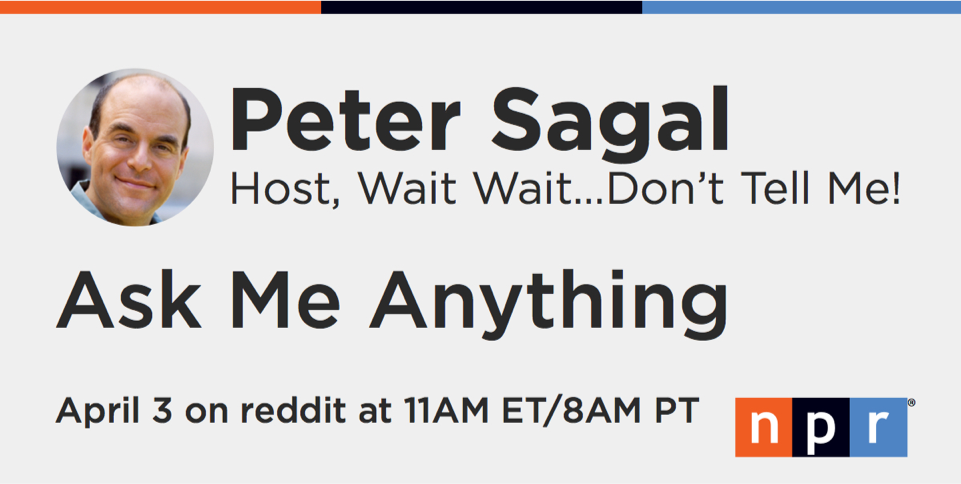 Peter Sagal
Host, Wait Wait...Don’t Tell Me!
Ask Me Anything
April 3 on reddit at 11AM ET/8AM PT
npr®